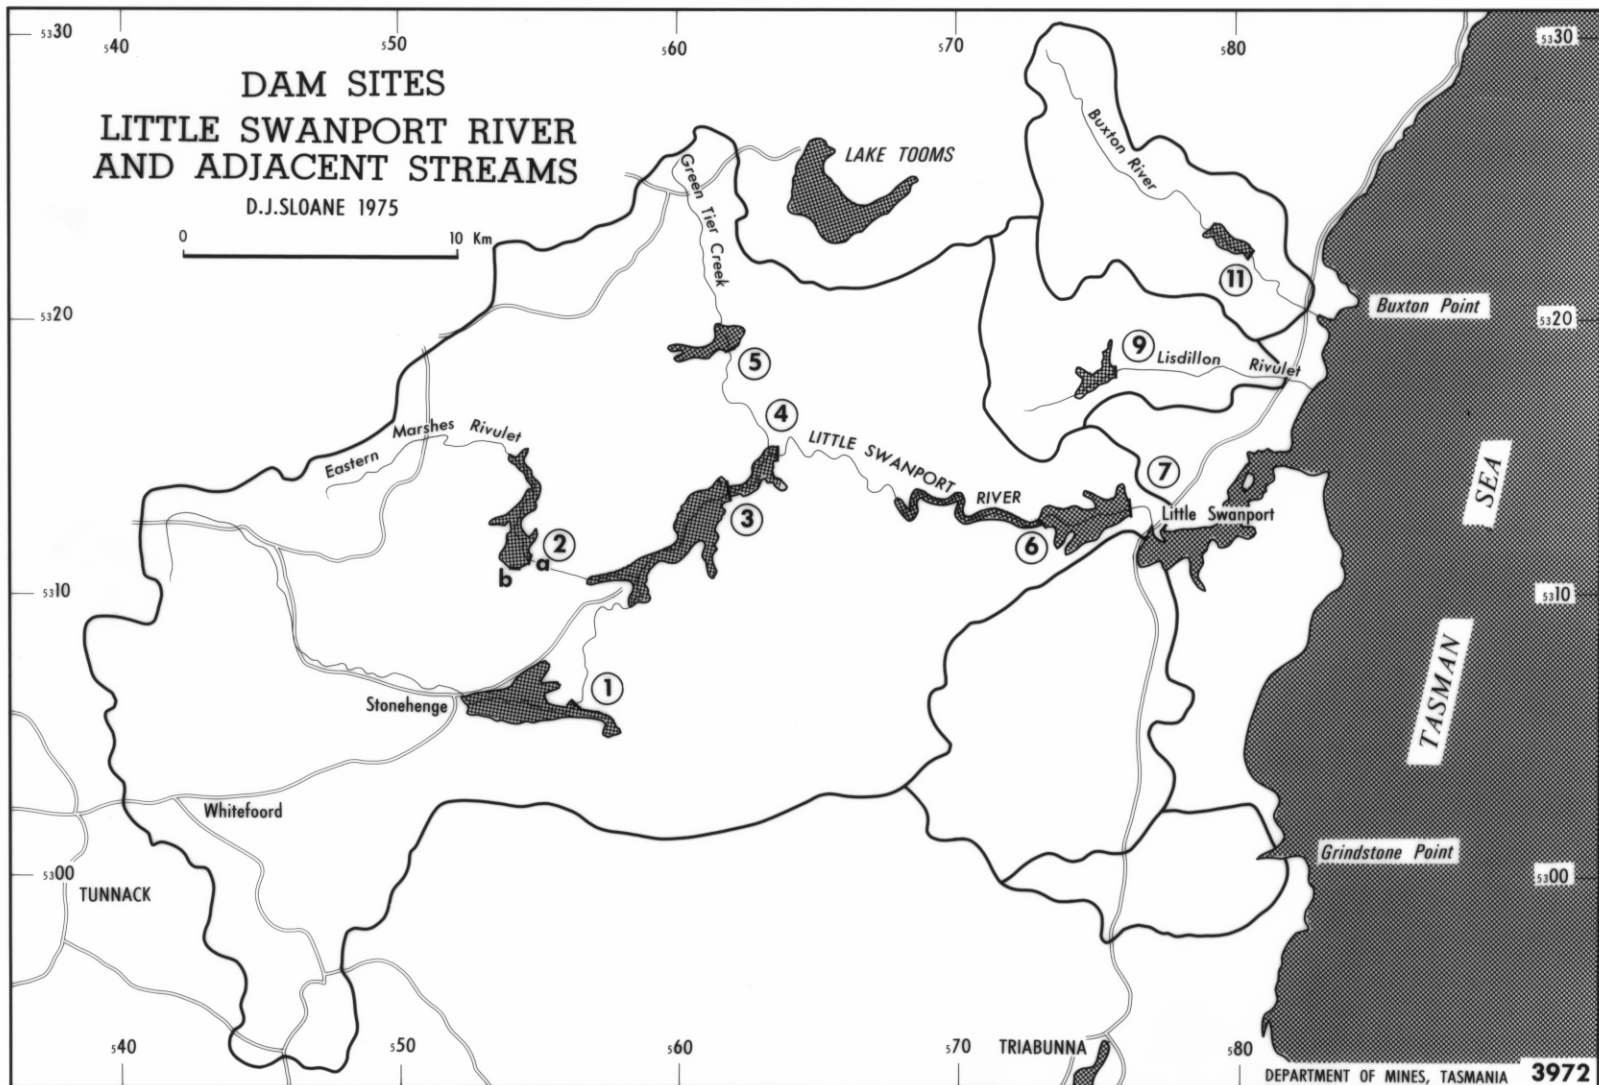 540
550
560
570
580
5330
5330
DAM SITES
LITTLE SWANPORT RIVER
AND ADJACENT STREAMS
D.J.SLOANE 1975
0 10 Km
LAKE TOOMS
Green Tier Creek
Buxton River
11
Buxton Point
5320
5320
5
9
Lisdillon Rivulet
4
Eastern Marshes Rivulet
LITTLE SWANPORT RIVER
7
3
Little Swanport
2
a
b
6
5310
5310
SEA
TASMAN
1
Stonehenge
Whitefoord
Grindstone Point
5300
5300
TUNNACK
TRIABUNNA
540
550
560
570
580
DEPARTMENT OF MINES, TASMANIA 3972